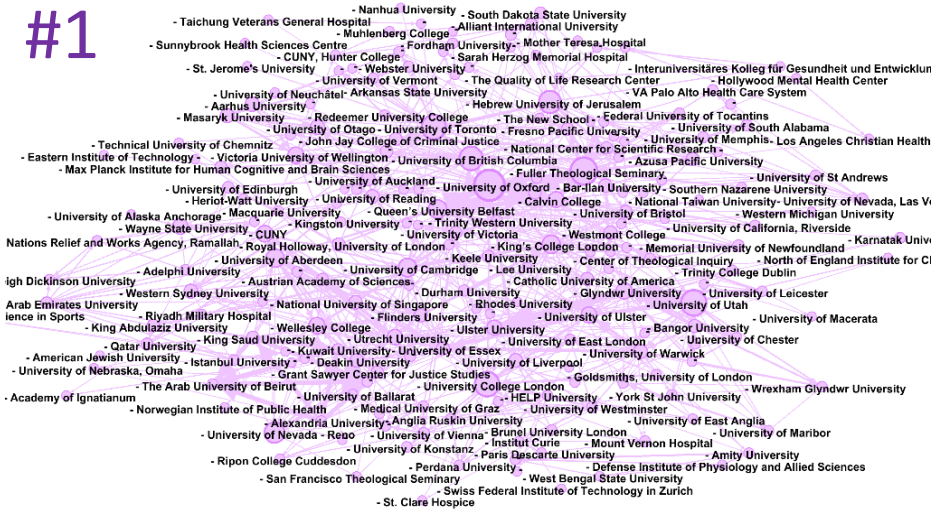 #1
- Nanhua University
- South Dakota State University
- Taichung Veterans General Hospital
- Alliant International University
- Muhlenberg College
- Sunnybrook Health Sciences Centre
- Fordham University
- Mother Teresa Hospital
- CUNY, Hunter College
- Sarah Herzog Memorial Hospital
- St. Jerome's University
- Webster University
- Interuniversitäres Kolleg für Gesundheit und
- University of Vermont
- The Quality of Life Research Center
- Hollywood Mental Health Center
- University of Neuchâtel
- Arkansas State University
- VA Palo Alto Health Care System
- Aarhus University
- Hebrew University of Jerusalem
- Masaryk University
- Redeemer University College
- The New School
- Federal University of Tocantins
- University of Otago
- University of Toronto
- Fresno Pacific University
- University of South Alabama
- Technical University of Chemnitz
- John Jay College of Criminal Justice
- University of Memphis
- Los Angeles Christian Health
- National Center for Scientific Research
- Eastern Institute of Technology
- Victoria University of Wellington
- University of British Columbia
- Azusa Pacific University
- Max Planck Institute for Human Cognitive and Brain Sciences
- Fuller Theological Seminary
- University of St Andrews
- University of Auckland
- University of Edinburgh
- University of Oxford
- Bar-Ilan University
- Southern Nazarene University
- Heriot-Watt University
- University of Reading
- Calvin College
- National Taiwan University
- University of Nevada, Las
- University of Alaska Anchorage
- Macquarie University
- Queen's University Belfast
- University of Bristol
- Western Michigan University
- Wayne State University
- Kingston University
- Trinity Western University
- University of California, Riverside
- CUNY
- University of Victoria
- Westmont College
Nations Relief and Works Agency, Ramallah
- Royal Holloway, University of London
- King's College London
- Memorial University of Newfoundland
- Karnatak
- University of Aberdeen
- Keele University
- Center of Theological Inquiry
- North of England Institute for
- Adelphi University
- University of Cambridge
- Lee University
- Trinity College Dublin
igh Dickinson University
- Austrian Academy of Sciences
- Catholic University of America
- Western Sydney University
- Durham University
- Glyndwr University
- University of Leicester
Arab Emirates University
- National University of Singapore
- Rhodes University
- University of Utah
ience in Sports
- Riyadh Military Hospital
- Flinders University
- University of Ulster
- University of Macerata
- King Abdulaziz University
- Wellesley College
- Ulster University
- Bangor University
- King Saud University
- Utrecht University
- University of East London
- University of Chester
- Qatar University
- Kuwait University
- University of Essex
- University of Warwick
- American Jewish University
- Istanbul University
- Deakin University
- University of Liverpool
- University of Nebraska, Omaha
- Grant Sawyer Center for Justice Studies
- Goldsmiths, University of London
- The Arab University of Beirut
- University College London
- Wrexham Glyndwr University
- Academy of Ignatianum
- University of Ballarat
- HELP University
- York St John University
- Norwegian Institute of Public Health
- Medical University of Graz
- University of Westminster
- Alexandria University
- Anglia Ruskin University
- University of East Anglia
- University of Nevada - Reno
- University of Vienna
- Brunel University London
- University of Maribor
- Institut Curie
- Mount Vernon Hospital
- University of Konstanz
- Paris Descarte University
- Amity University
- Ripon College Cuddesdon
- Perdana University
- Defense Institute of Physiology and Allied Sciences
- San Francisco Theological Seminary
- West Bengal State University
- Swiss Federal Institute of Technology in Zurich
- St. Clare Hospice